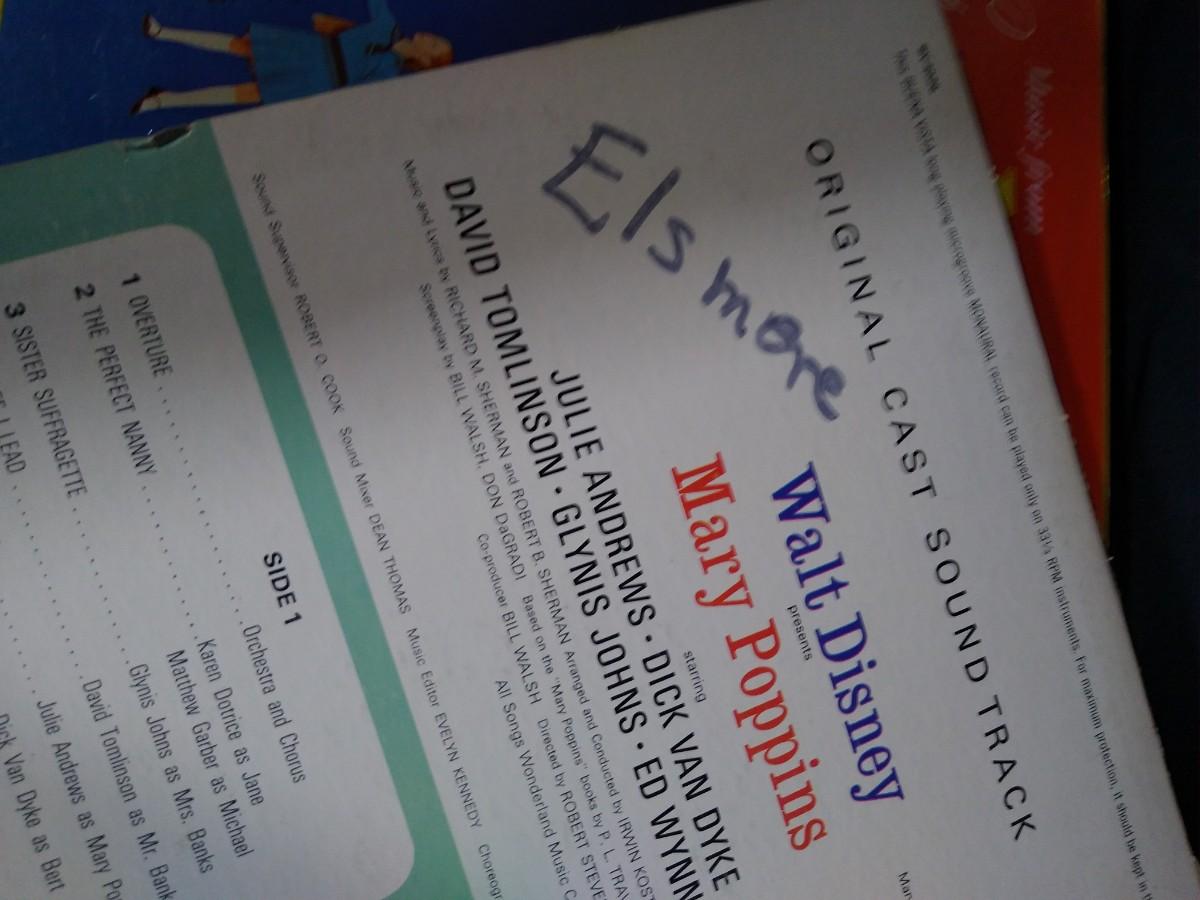 THIS BUENA VISTA long playing microgroove MONAURAL record can be played only on 33⅓ RPM instruments. For maximum protection, it should be kept in
ORIGINAL CAST SOUND TRACK
Elsmore
Walt Disney
presents
Mary Poppins
starring
JULIE ANDREWS · DICK VAN DYKE
DAVID TOMLINSON · GLYNIS JOHNS · ED WYNN
Music and Lyrics by RICHARD M. SHERMAN and ROBERT B. SHERMAN Arranged and Conducted by IRWIN KOST
Screenplay by BILL WALSH, DON DaGRADI Based on the "Mary Poppins" books by P. L. TRAV
Co-producer BILL WALSH Directed by ROBERT STEVE
All Songs Wonderland Music C
Sound Supervisor ROBERT O. COOK Sound Mixer DEAN THOMAS Music Editor EVELYN KENNEDY Choreogr
SIDE 1
1 OVERTURE . . . . . . . . . . . . . . . . Orchestra and Chorus
2 THE PERFECT NANNY . . . . . . . . . . Karen Dotrice as Jane
Matthew Garber as Michael
3 SISTER SUFFRAGETTE . . . . . . . . . . Glynis Johns as Mrs. Banks
I LEAD . . . . . . . . . . David Tomlinson as Mr. Bank
Julie Andrews as Mary Po
Dick Van Dyke as Bert